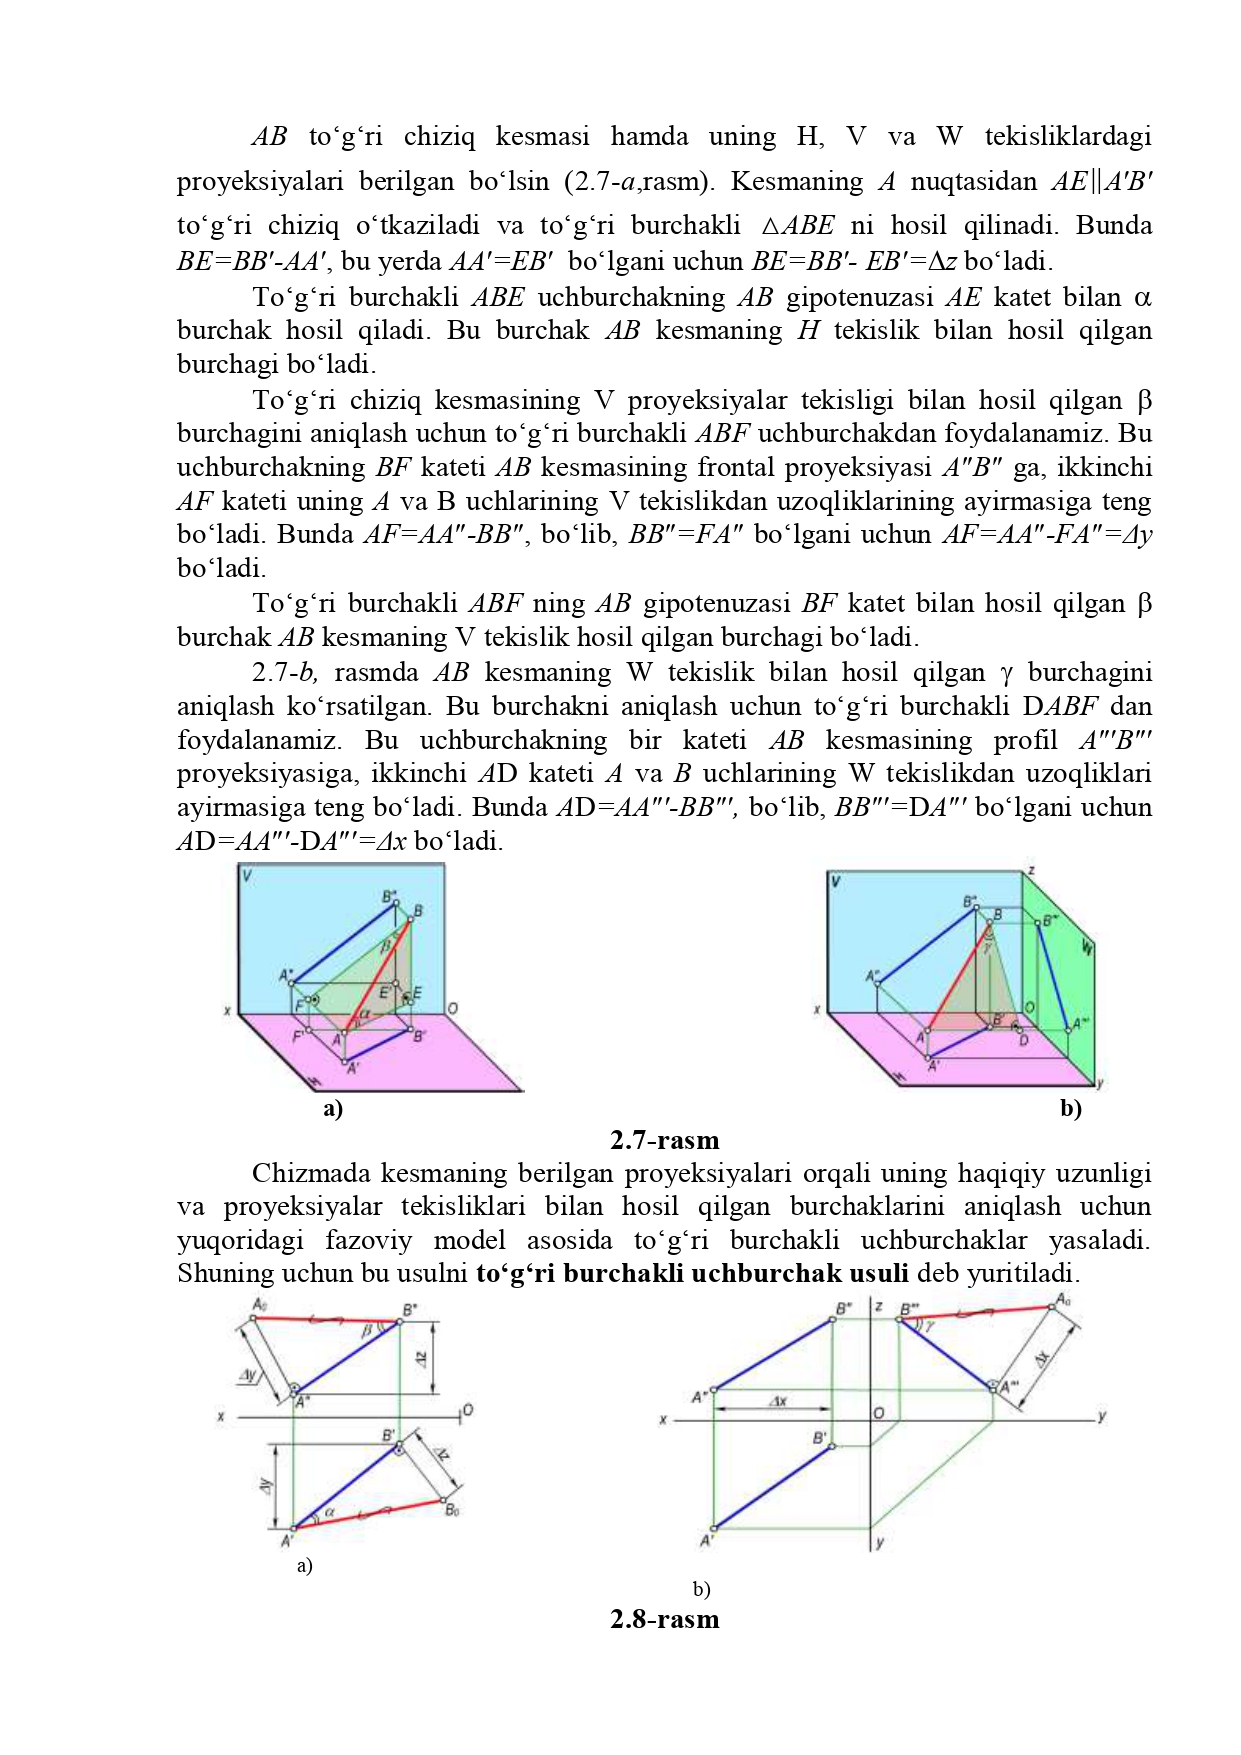 AB to‘g‘ri chiziq kesmasi hamda uning H, V va W tekisliklardagi
proyeksiyalari berilgan bo‘lsin (2.7-a,rasm). Kesmaning A nuqtasidan AE||A′B′
to‘g‘ri chiziq o‘tkaziladi va to‘g‘ri burchakli △ABE ni hosil qilinadi. Bunda
BE=BB′-AA′, bu yerda AA′=EB′ bo‘lgani uchun BE=BB′- EB′=Δz bo‘ladi.
To‘g‘ri burchakli ABE uchburchakning AB gipotenuzasi AE katet bilan α
burchak hosil qiladi. Bu burchak AB kesmaning H tekislik bilan hosil qilgan
burchagi bo‘ladi.
To‘g‘ri chiziq kesmasining V proyeksiyalar tekisligi bilan hosil qilgan β
burchagini aniqlash uchun to‘g‘ri burchakli ABF uchburchakdan foydalanamiz. Bu
uchburchakning BF kateti AB kesmasining frontal proyeksiyasi A″B″ ga, ikkinchi
AF kateti uning A va B uchlarining V tekislikdan uzoqliklarining ayirmasiga teng
bo‘ladi. Bunda AF=AA″-BB″, bo‘lib, BB″=FA″ bo‘lgani uchun AF=AA″-FA″=Δy
bo‘ladi.
To‘g‘ri burchakli ABF ning AB gipotenuzasi BF katet bilan hosil qilgan β
burchak AB kesmaning V tekislik hosil qilgan burchagi bo‘ladi.
2.7-b, rasmda AB kesmaning W tekislik bilan hosil qilgan γ burchagini
aniqlash ko‘rsatilgan. Bu burchakni aniqlash uchun to‘g‘ri burchakli DABF dan
foydalanamiz. Bu uchburchakning bir kateti AB kesmasining profil A″′B″′
proyeksiyasiga, ikkinchi AD kateti A va B uchlarining W tekislikdan uzoqliklari
ayirmasiga teng bo‘ladi. Bunda AD=AA″′-BB″′, bo‘lib, BB″′=DA″′ bo‘lgani uchun
AD=AA″′-DA″′=Δx bo‘ladi.
V
B″
B
β
A″
F
E′
E
x
O
α
F′
A
B′
A′
H
a)
z
V
B″
B
B″′
γ
W
A″
x
O
B′
A
D
A″′
A′
H
y
b)
2.7-rasm
Chizmada kesmaning berilgan proyeksiyalari orqali uning haqiqiy uzunligi
va proyeksiyalar tekisliklari bilan hosil qilgan burchaklarini aniqlash uchun
yuqoridagi fazoviy model asosida to‘g‘ri burchakli uchburchaklar yasaladi.
Shuning uchun bu usulni to‘g‘ri burchakli uchburchak usuli deb yuritiladi.
A₀
B″
β
Δz
Δy
A″
x
O
B′
Δz
Δy
α
B₀
A′
a)
B″
z
B″′
A₀
γ
Δx
A″
A″′
Δx
x
O
y
B′
A′
y
b)
2.8-rasm